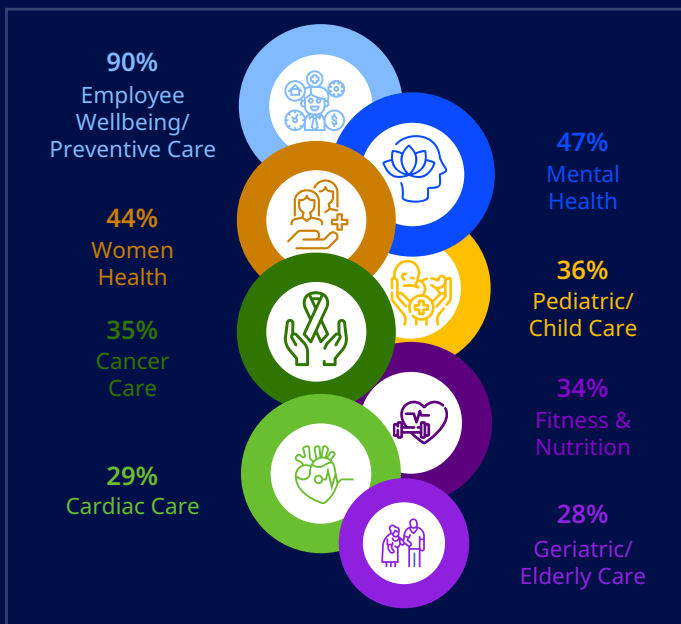 90%
Employee
Wellbeing/
Preventive Care
47%
Mental
Health
44%
Women
Health
36%
Pediatric/
Child Care
35%
Cancer
Care
34%
Fitness &
Nutrition
29%
Cardiac Care
28%
Geriatric/
Elderly Care